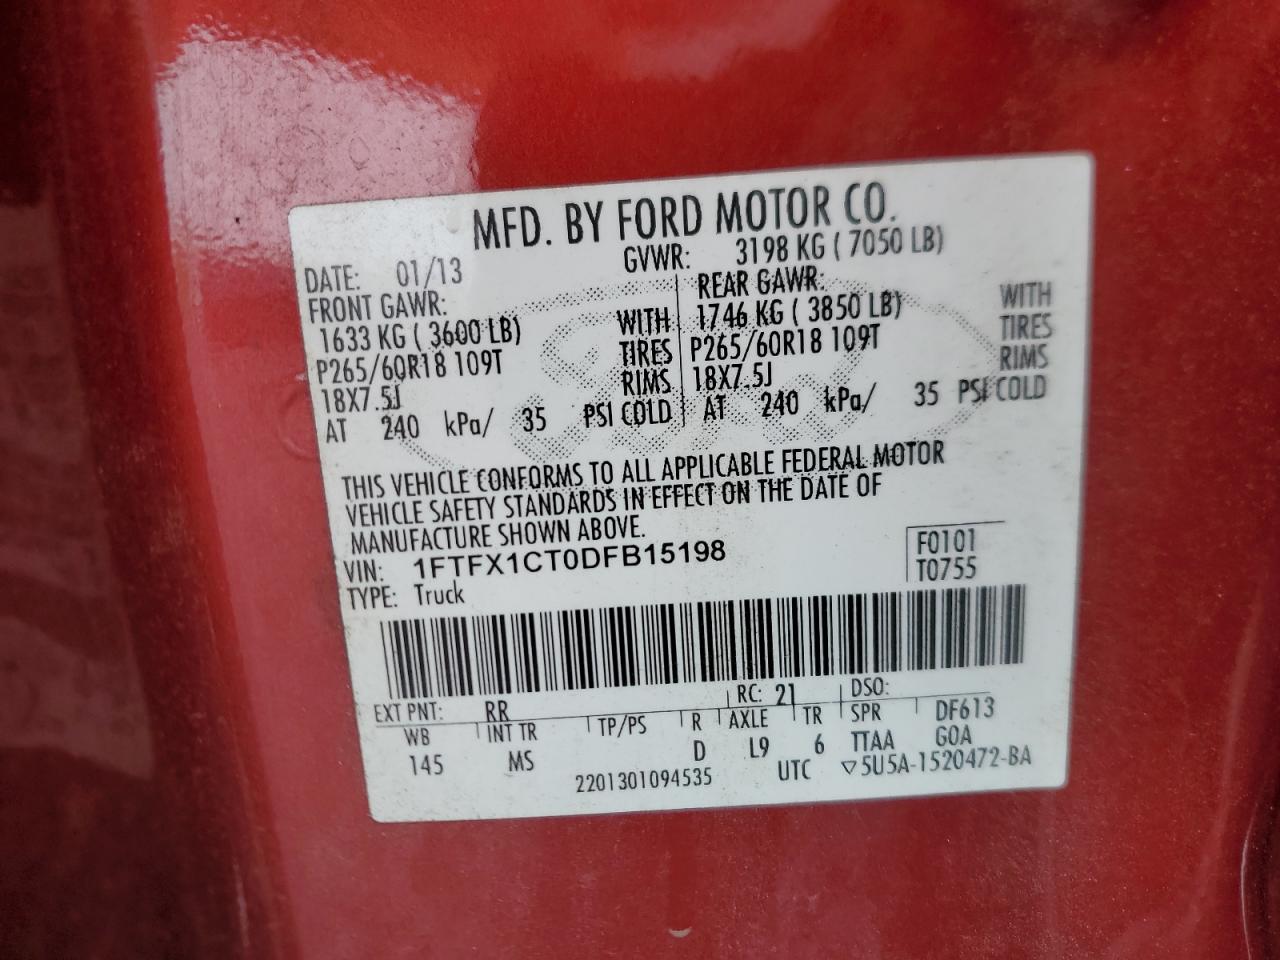 MFD. BY FORD MOTOR CO.
DATE: 01/13 GVWR: 3198 KG ( 7050 LB)
FRONT GAWR: REAR GAWR:
1633 KG ( 3600 LB) WITH 1746 KG ( 3850 LB) WITH
P265/60R18 109T TIRES P265/60R18 109T TIRES
18X7.5J RIMS 18X7.5J RIMS
AT 240 kPa/ 35 PSI COLD AT 240 kPa/ 35 PSI COLD
THIS VEHICLE CONFORMS TO ALL APPLICABLE FEDERAL MOTOR
VEHICLE SAFETY STANDARDS IN EFFECT ON THE DATE OF
MANUFACTURE SHOWN ABOVE.
VIN: 1FTFX1CT0DFB15198 F0101
TYPE: Truck T0755
EXT PNT: RR RC: 21 DSO:
WB INT TR TP/PS R AXLE TR SPR DF613
145 MS D L9 6 TTAA GOA
2201301094535 UTC ▽5U5A-1520472-BA